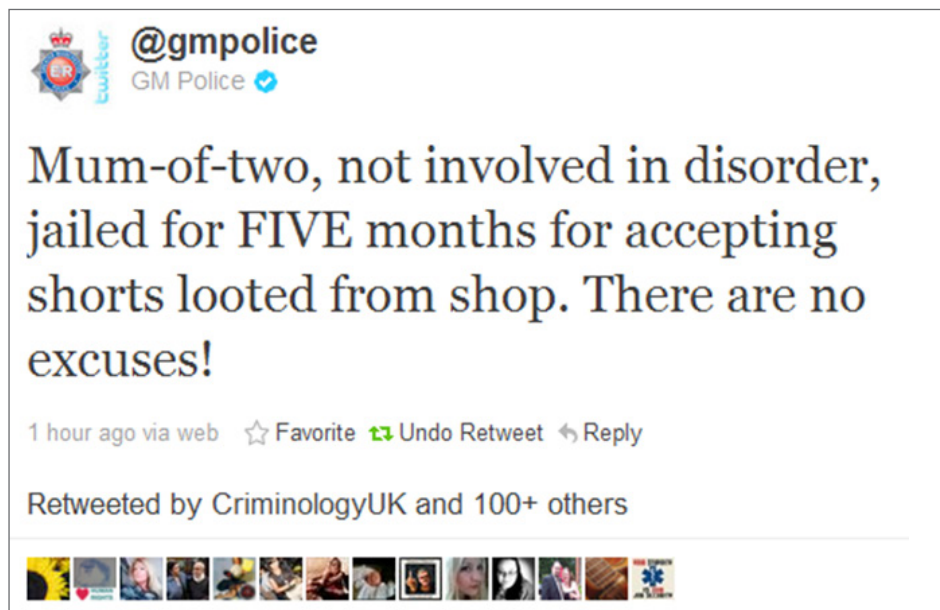 @gmpolice
twitter
GM Police
Mum-of-two, not involved in disorder,
jailed for FIVE months for accepting
shorts looted from shop. There are no
excuses!
1 hour ago via web Favorite Undo Retweet Reply
Retweeted by CriminologyUK and 100+ others